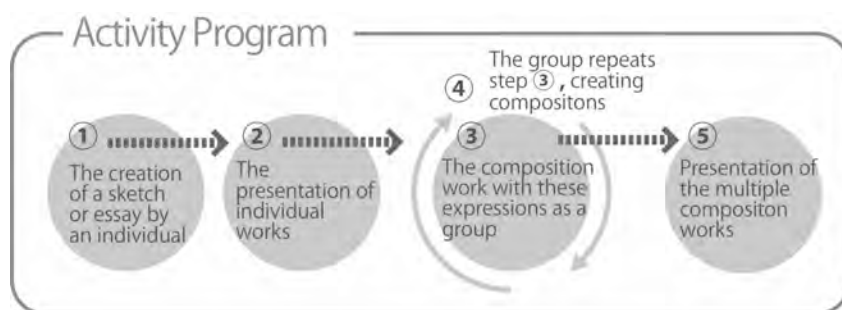 Activity Program
① The creation
of a sketch
or essay by
an individual
② The
presentation of
individual
works
③ The composition
work with these
expressions as a
group
④ The group repeats
step ③ , creating
compositons
⑤ Presentation of
the multiple
compositon
works